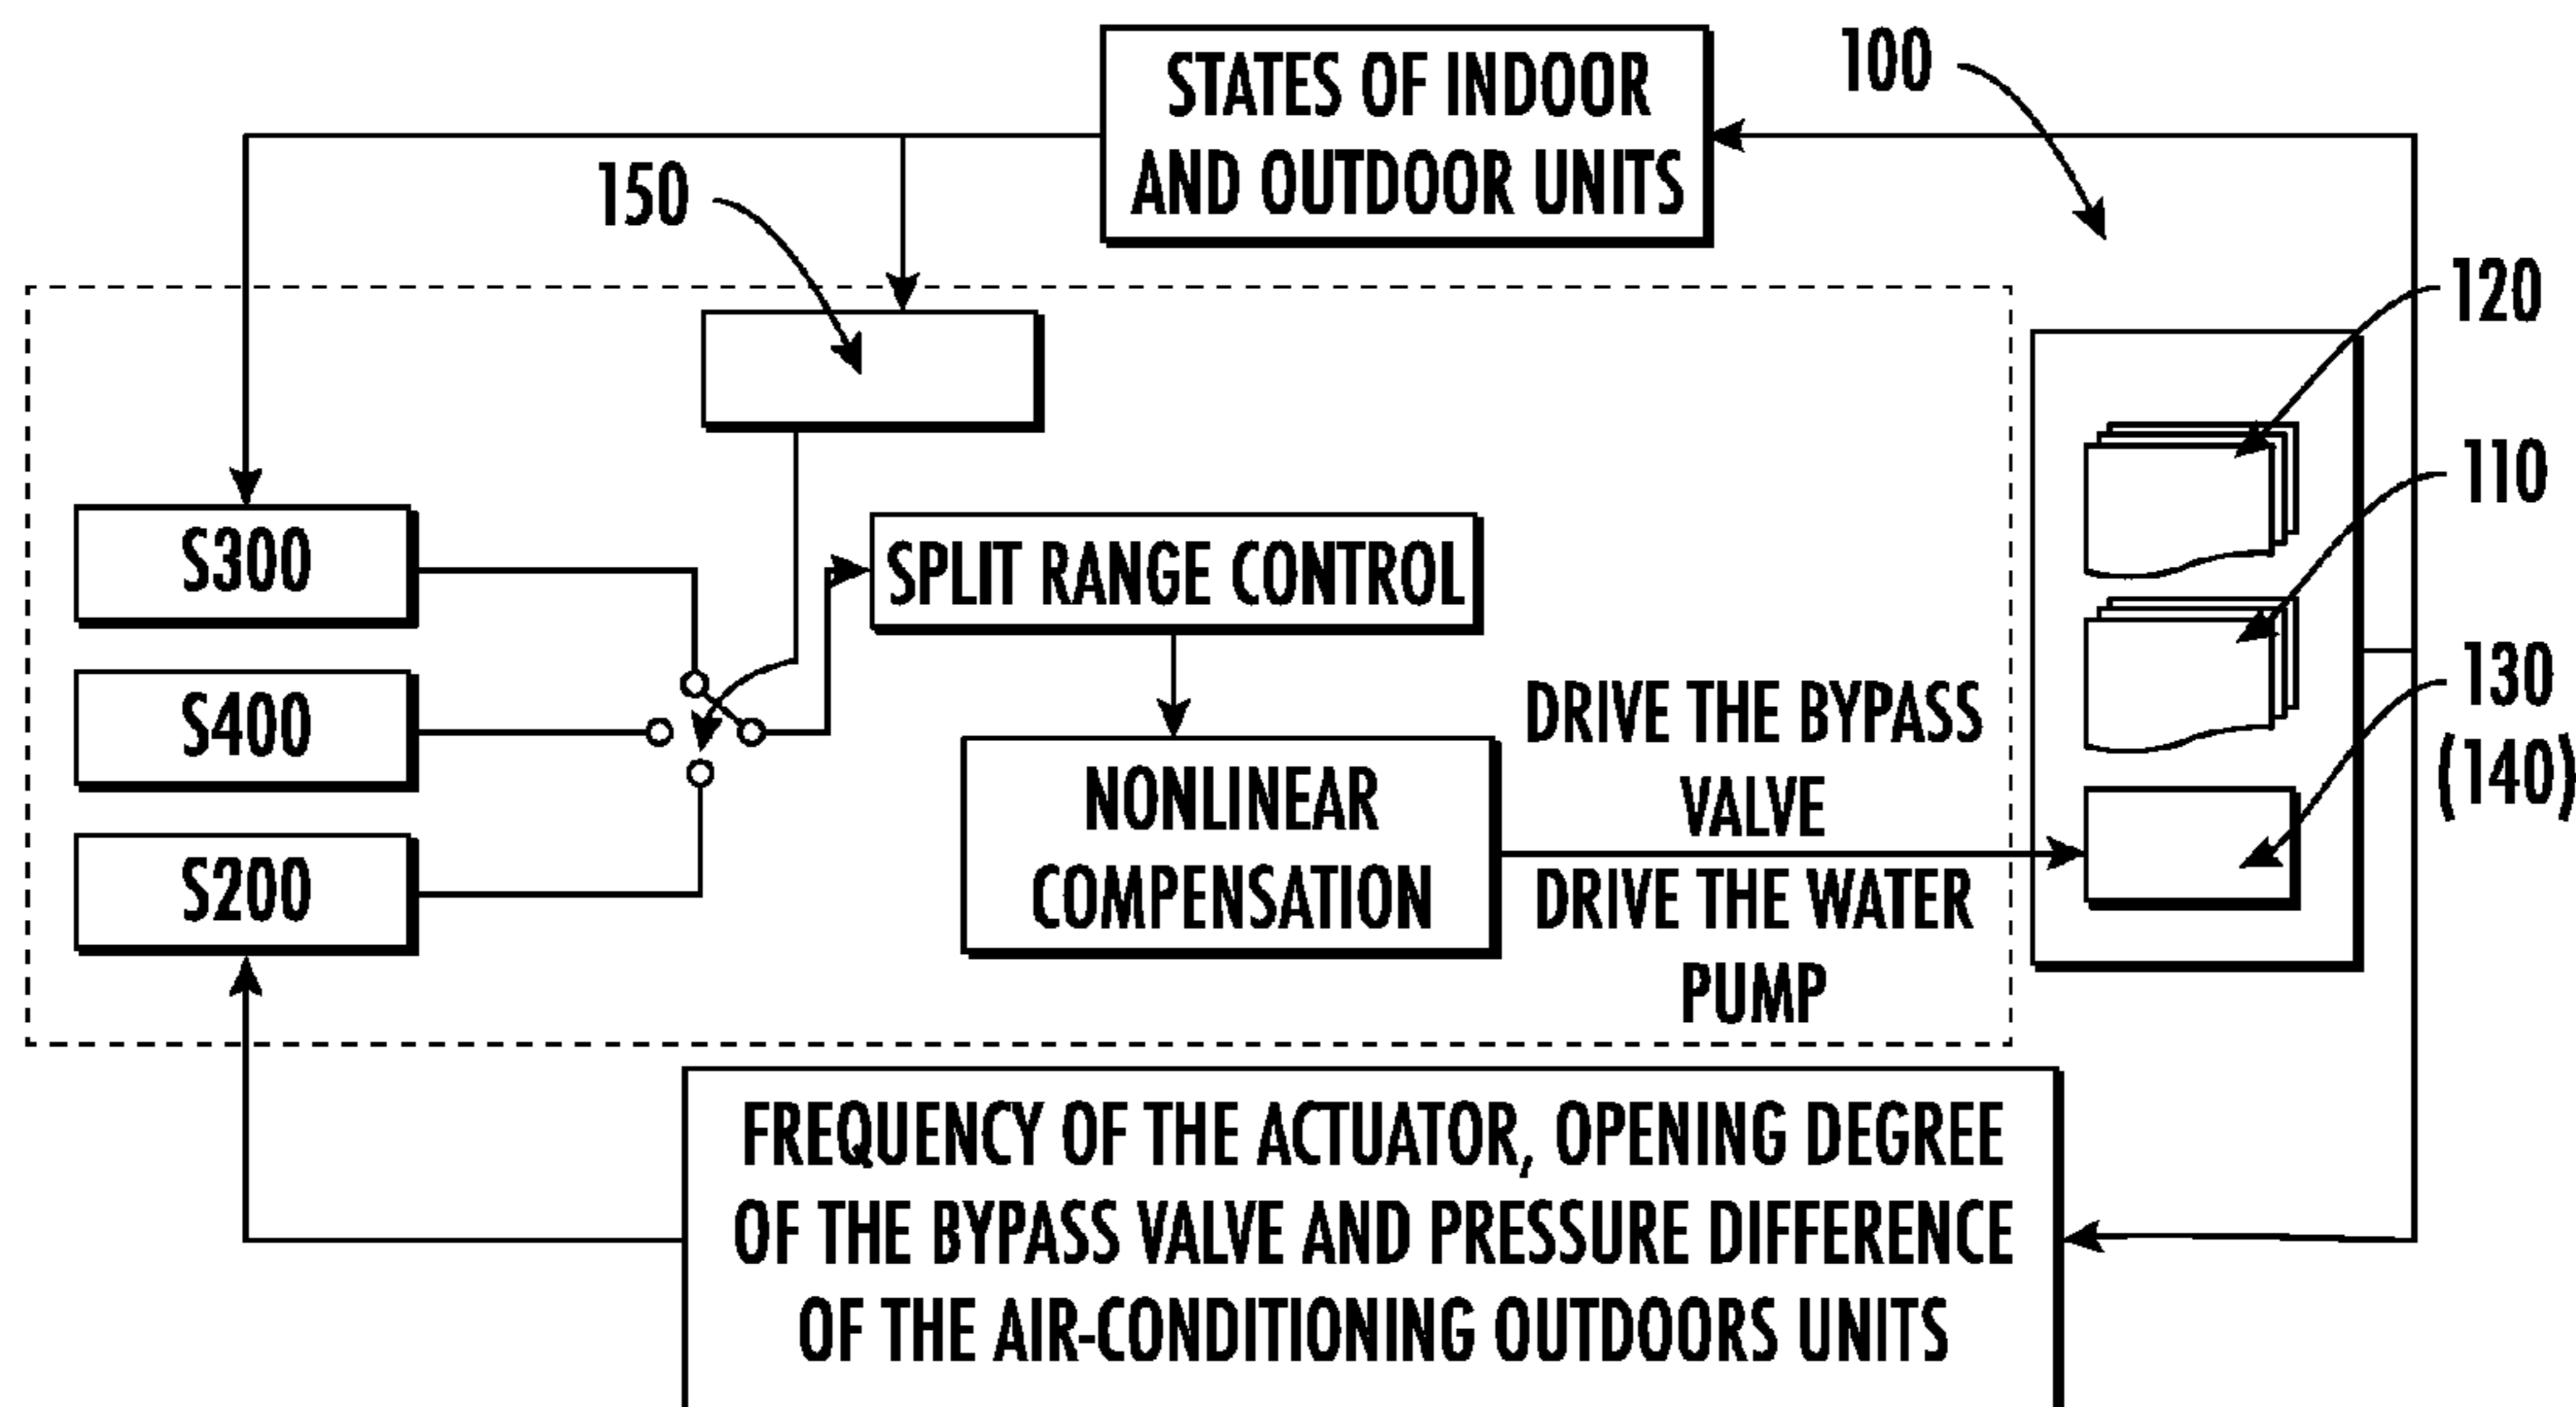 STATES OF INDOOR
AND OUTDOOR UNITS
100
150
120
110
130
(140)
S300
S400
S200
SPLIT RANGE CONTROL
NONLINEAR
COMPENSATION
DRIVE THE BYPASS
VALVE
DRIVE THE WATER
PUMP
FREQUENCY OF THE ACTUATOR, OPENING DEGREE
OF THE BYPASS VALVE AND PRESSURE DIFFERENCE
OF THE AIR-CONDITIONING OUTDOORS UNITS